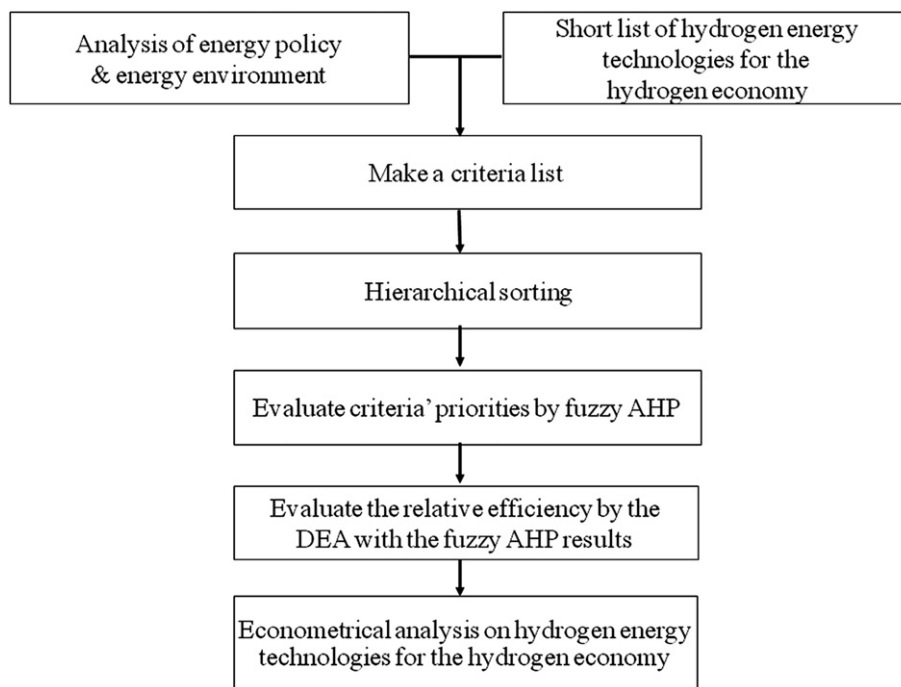 Analysis of energy policy
& energy environment
Short list of hydrogen energy
technologies for the
hydrogen economy
Make a criteria list
Hierarchical sorting
Evaluate criteria’ priorities by fuzzy AHP
Evaluate the relative efficiency by the
DEA with the fuzzy AHP results
Econometrical analysis on hydrogen energy
technologies for the hydrogen economy